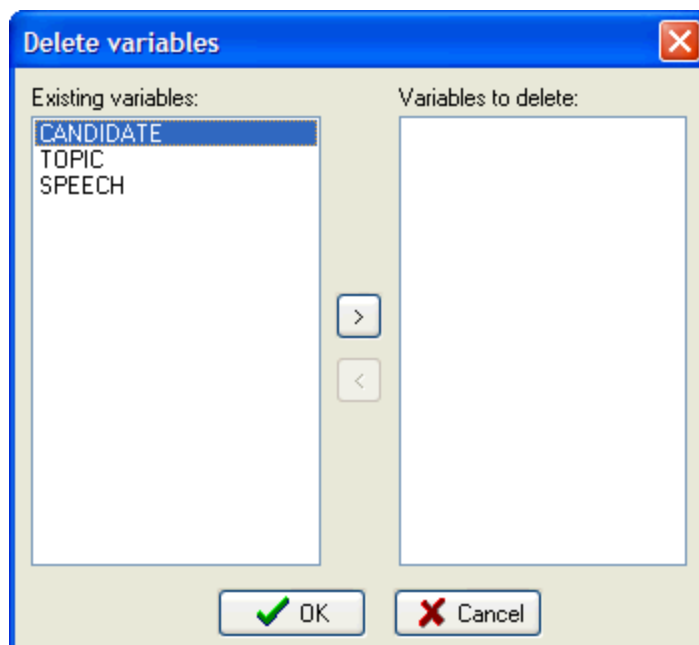 Delete variables
Existing variables:
Variables to delete:
CANDIDATE
TOPIC
SPEECH
>
<
OK
Cancel